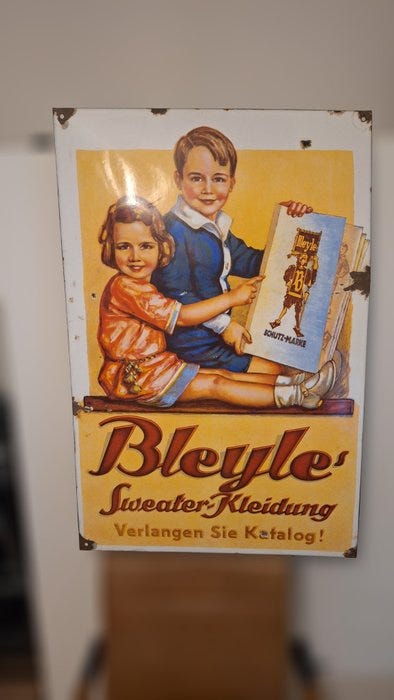 Bleyle
B
SCHUTZ-MARKE
Bleyle's
Sweater-Kleidung
Verlangen Sie Katalog!